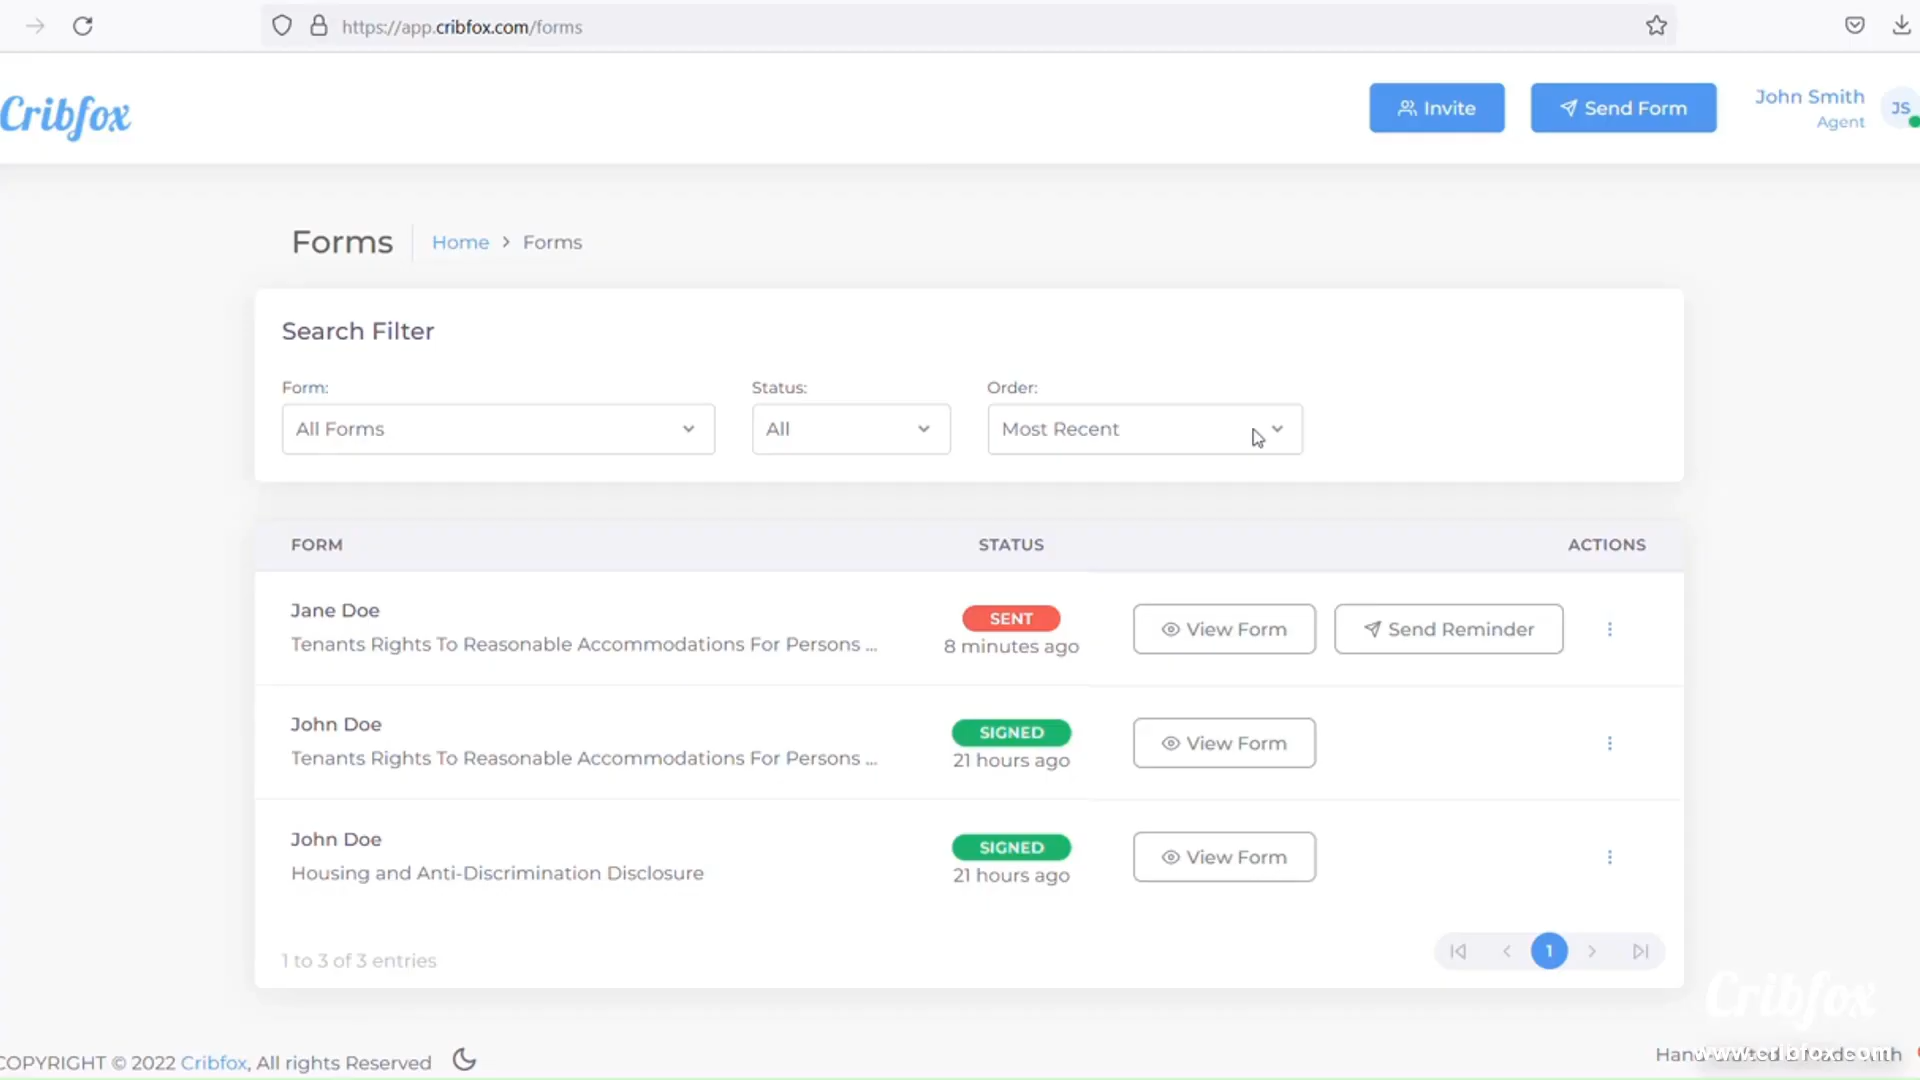 https://app.cribfox.com/forms
Cribfox
Invite
Send Form
John Smith
Agent
JS
Forms
Home > Forms
Search Filter
Form:
Status:
Order:
All Forms
All
Most Recent
FORM
STATUS
ACTIONS
Jane Doe
Tenants Rights To Reasonable Accommodations For Persons ...
SENT
8 minutes ago
View Form
Send Reminder
John Doe
Tenants Rights To Reasonable Accommodations For Persons ...
SIGNED
21 hours ago
View Form
John Doe
Housing and Anti-Discrimination Disclosure
SIGNED
21 hours ago
View Form
1 to 3 of 3 entries
1
Cribfox
COPYRIGHT © 2022 Cribfox, All rights Reserved
www.cribfox.com